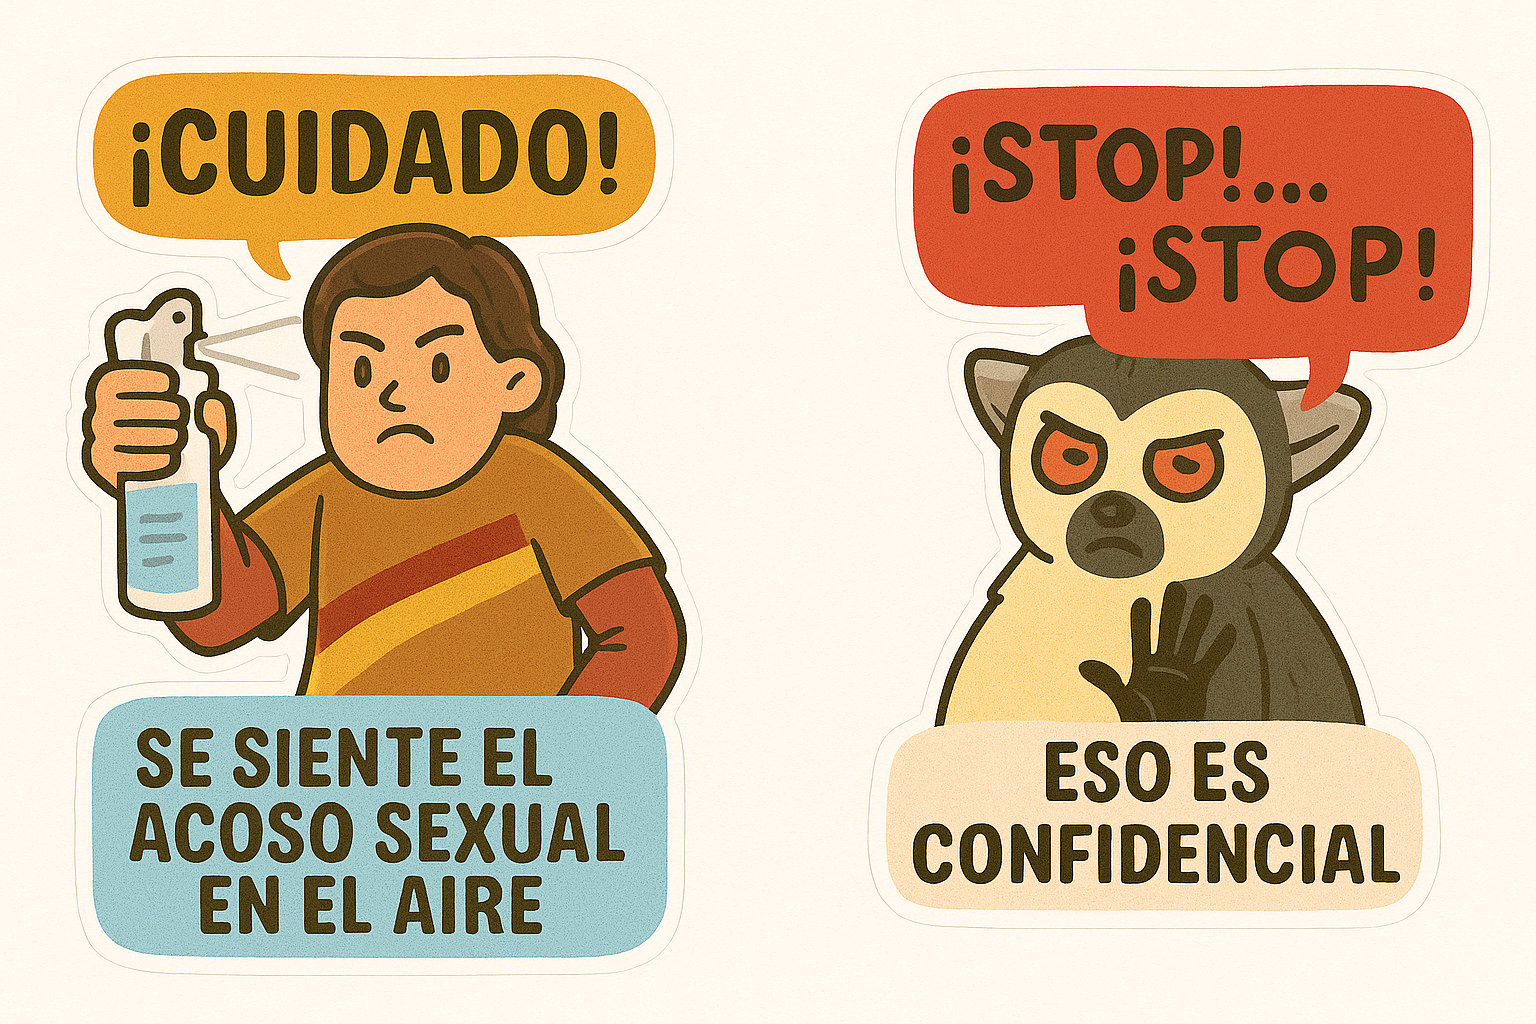 ¡CUIDADO!
SE SIENTE EL
ACOSO SEXUAL
EN EL AIRE
¡STOP!...
¡STOP!
ESO ES
CONFIDENCIAL